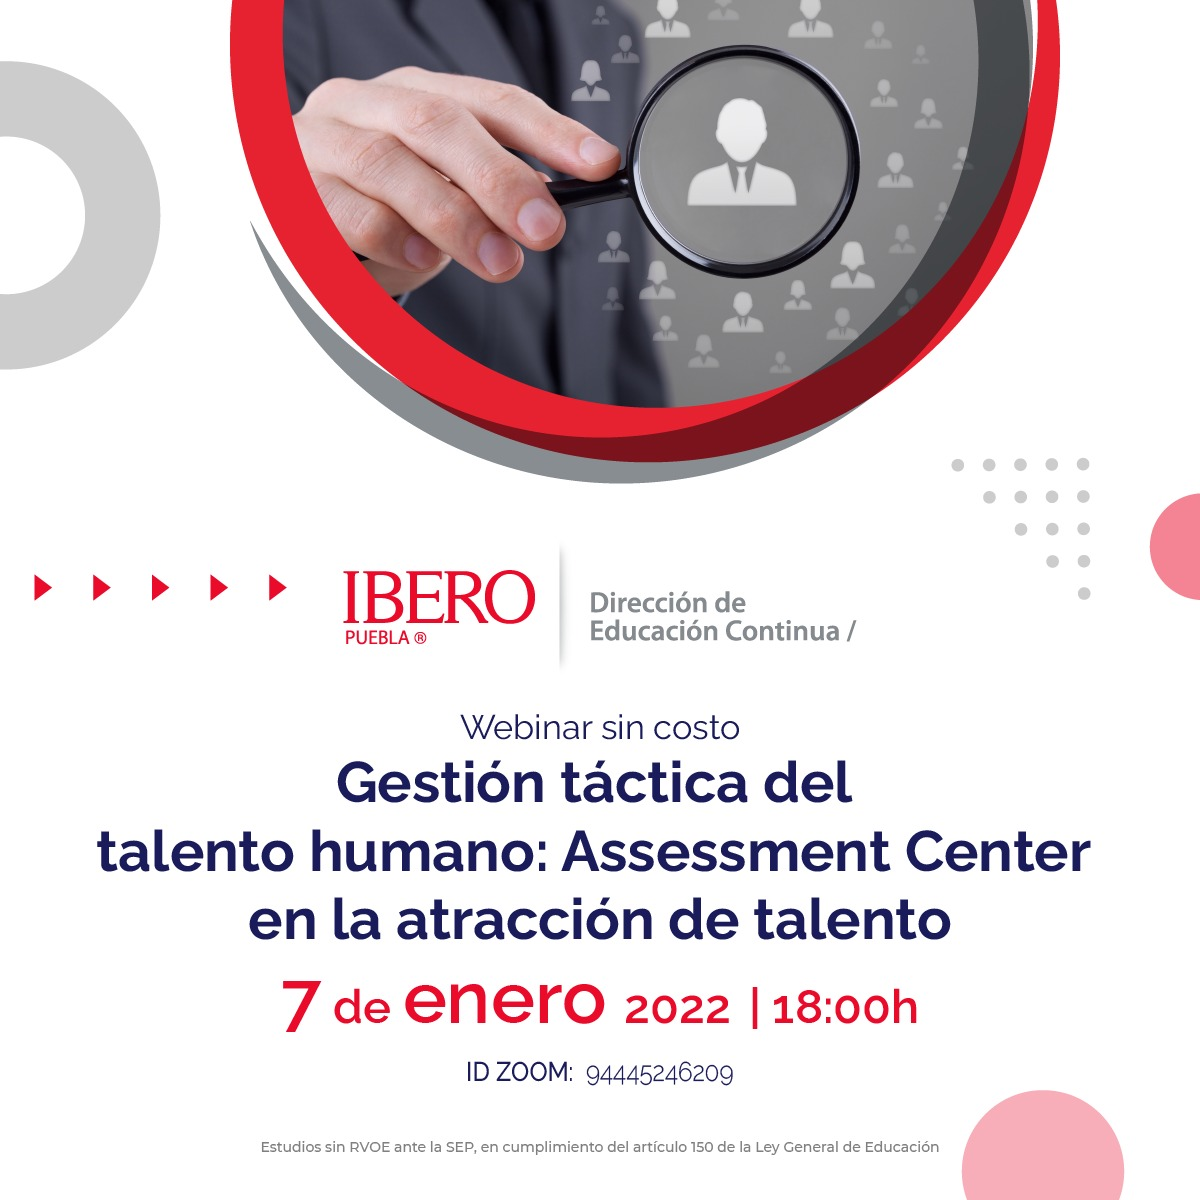 IBERO
PUEBLA ®
Dirección de
Educación Continua /
Webinar sin costo
Gestión táctica del
talento humano: Assessment Center
en la atracción de talento
7 de enero 2022 | 18:00h
ID ZOOM: 94445246209
Estudios sin RVOE ante la SEP, en cumplimiento del artículo 150 de la Ley General de Educación